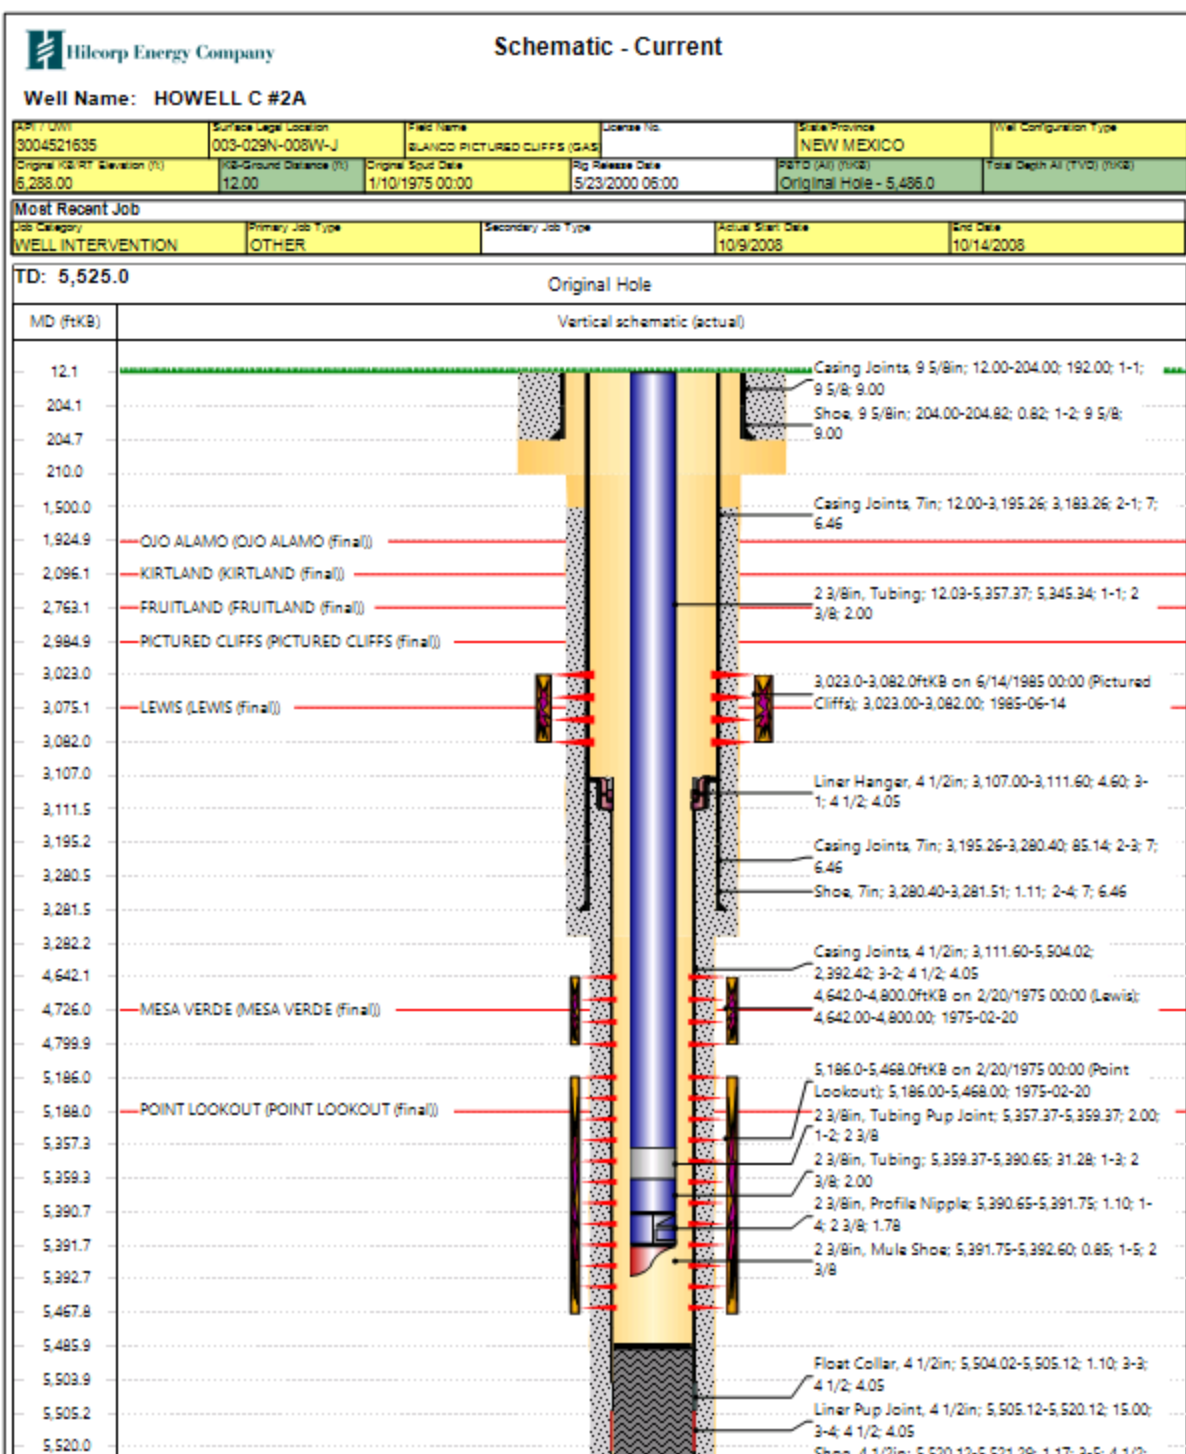 Hilcorp Energy Company
Schematic - Current
Well Name: HOWELL C #2A
API / UWI Surface Legal Location Field Name License No. State/Province Well Configuration Type
3004521635 003-029N-008W-J BLANCO PICTURED CLIFFS (GAS NEW MEXICO
Original KB/RT Elevation (ft) KB-Ground Distance (ft) Original Spud Date Rig Release Date PBTD (All) (ftKB) Total Depth All (TVD) (ftKB)
6,288.00 12.00 1/10/1975 00:00 5/23/2000 06:00 Original Hole - 5,486.0
Most Recent Job
Job Category Primary Job Type Secondary Job Type Actual Start Date End Date
WELL INTERVENTION OTHER 10/9/2008 10/14/2008
TD: 5,525.0
Original Hole
MD (ftKB) Vertical schematic (actual)
12.1
204.1
204.7
210.0
1,500.0
1,924.9
2,096.1
2,763.1
2,984.9
3,023.0
3,075.1
3,082.0
3,107.0
3,111.5
3,195.2
3,280.5
3,281.5
3,282.2
4,642.1
4,726.0
4,799.9
5,186.0
5,188.0
5,357.3
5,359.3
5,390.7
5,391.7
5,392.7
5,467.8
5,485.9
5,503.9
5,505.2
5,520.0
OJO ALAMO (OJO ALAMO (final))
KIRTLAND (KIRTLAND (final))
FRUITLAND (FRUITLAND (final))
PICTURED CLIFFS (PICTURED CLIFFS (final))
LEWIS (LEWIS (final))
MESA VERDE (MESA VERDE (final))
POINT LOOKOUT (POINT LOOKOUT (final))
Casing Joints, 9 5/8in; 12.00-204.00; 192.00; 1-1;
9 5/8; 9.00
Shoe, 9 5/8in; 204.00-204.82; 0.82; 1-2; 9 5/8;
9.00
Casing Joints, 7in; 12.00-3,195.26; 3,183.26; 2-1; 7;
6.46
2 3/8in, Tubing; 12.03-5,357.37; 5,345.34; 1-1; 2
3/8; 2.00
3,023.0-3,082.0ftKB on 6/14/1985 00:00 (Pictured
Cliffs); 3,023.00-3,082.00; 1985-06-14
Liner Hanger, 4 1/2in; 3,107.00-3,111.60; 4.60; 3-
1; 4 1/2; 4.05
Casing Joints, 7in; 3,195.26-3,280.40; 85.14; 2-3; 7;
6.46
Shoe, 7in; 3,280.40-3,281.51; 1.11; 2-4; 7; 6.46
Casing Joints, 4 1/2in; 3,111.60-5,504.02;
2,392.42; 3-2; 4 1/2; 4.05
4,642.0-4,800.0ftKB on 2/20/1975 00:00 (Lewis);
4,642.00-4,800.00; 1975-02-20
5,186.0-5,468.0ftKB on 2/20/1975 00:00 (Point
Lookout); 5,186.00-5,468.00; 1975-02-20
2 3/8in, Tubing Pup Joint; 5,357.37-5,359.37; 2.00;
1-2; 2 3/8
2 3/8in, Tubing; 5,359.37-5,390.65; 31.28; 1-3; 2
3/8; 2.00
2 3/8in, Profile Nipple; 5,390.65-5,391.75; 1.10; 1-
4; 2 3/8; 1.78
2 3/8in, Mule Shoe; 5,391.75-5,392.60; 0.85; 1-5; 2
3/8
Float Collar, 4 1/2in; 5,504.02-5,505.12; 1.10; 3-3;
4 1/2; 4.05
Liner Pup Joint, 4 1/2in; 5,505.12-5,520.12; 15.00;
3-4; 4 1/2; 4.05
Shoe, 4 1/2in; 5,520.12-5,521.29; 1.17; 3-5; 4 1/2;